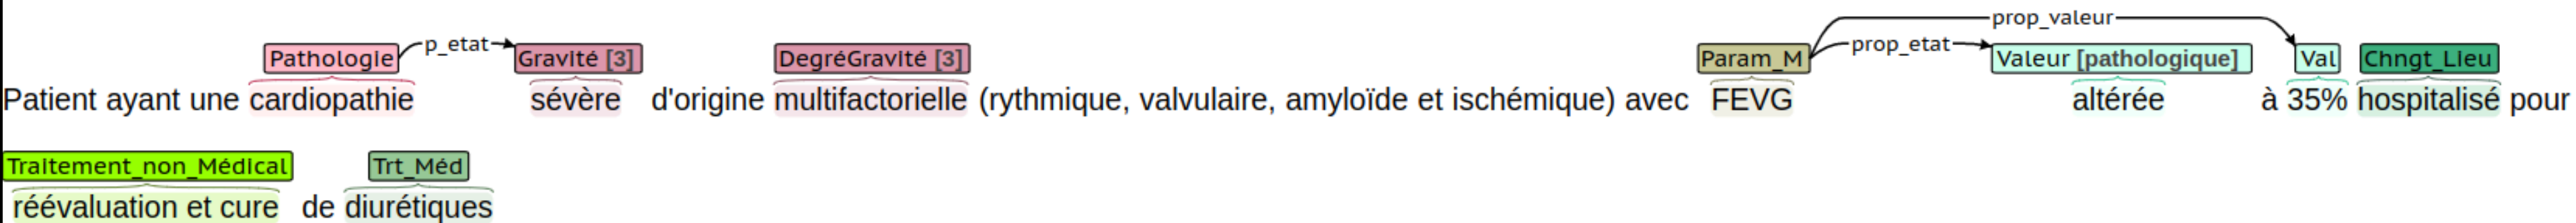 prop_valeur
Pathologie p_etat Gravité [3] DegréGravité [3] Param_M prop_etat Valeur [pathologique] Val Chngt_Lieu
Patient ayant une cardiopathie sévère d'origine multifactorielle (rythmique, valvulaire, amyloïde et ischémique) avec FEVG altérée à 35% hospitalisé pour
Traitement_non_Médical Trt_Méd
réévaluation et cure de diurétiques